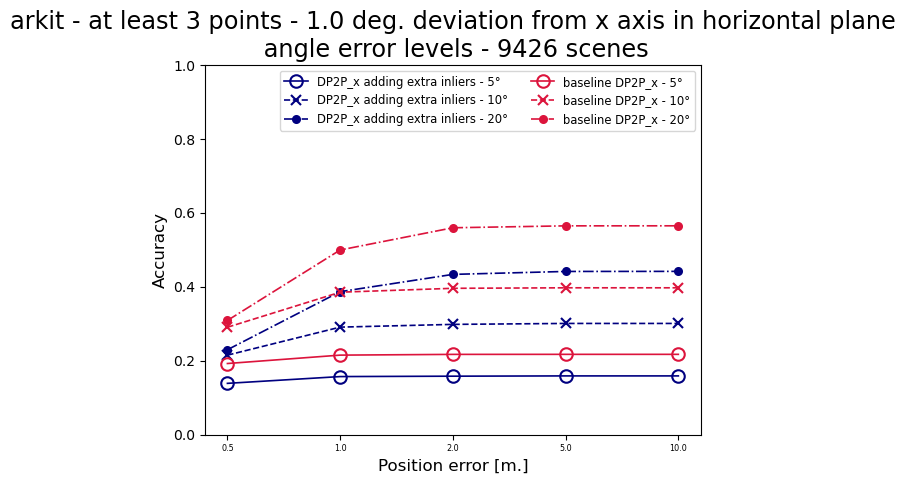 arkit - at least 3 points - 1.0 deg. deviation from x axis in horizontal plane
angle error levels - 9426 scenes
DP2P_x adding extra inliers - 5°
DP2P_x adding extra inliers - 10°
DP2P_x adding extra inliers - 20°
baseline DP2P_x - 5°
baseline DP2P_x - 10°
baseline DP2P_x - 20°
Accuracy
1.0
0.8
0.6
0.4
0.2
0.0
0.5 1.0 2.0 5.0 10.0
Position error [m.]